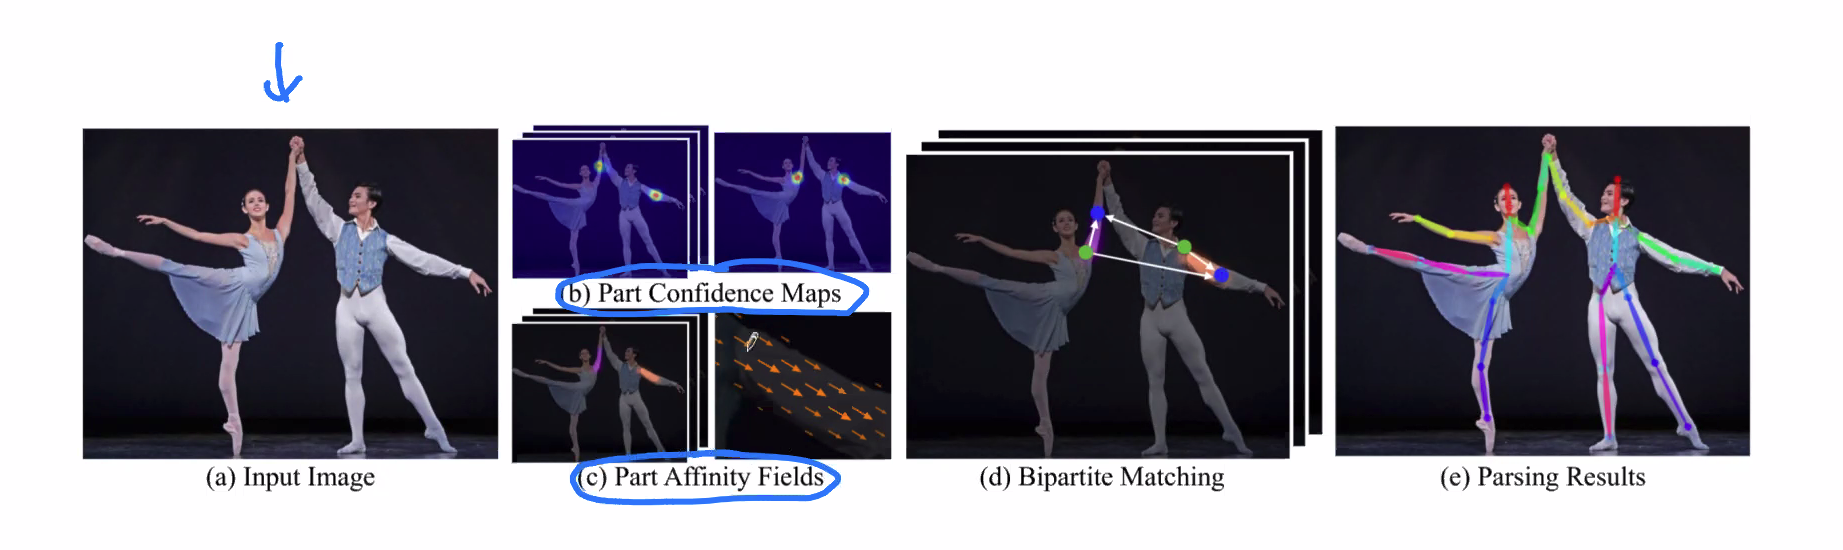 (a) Input Image
(b) Part Confidence Maps
(c) Part Affinity Fields
(d) Bipartite Matching
(e) Parsing Results